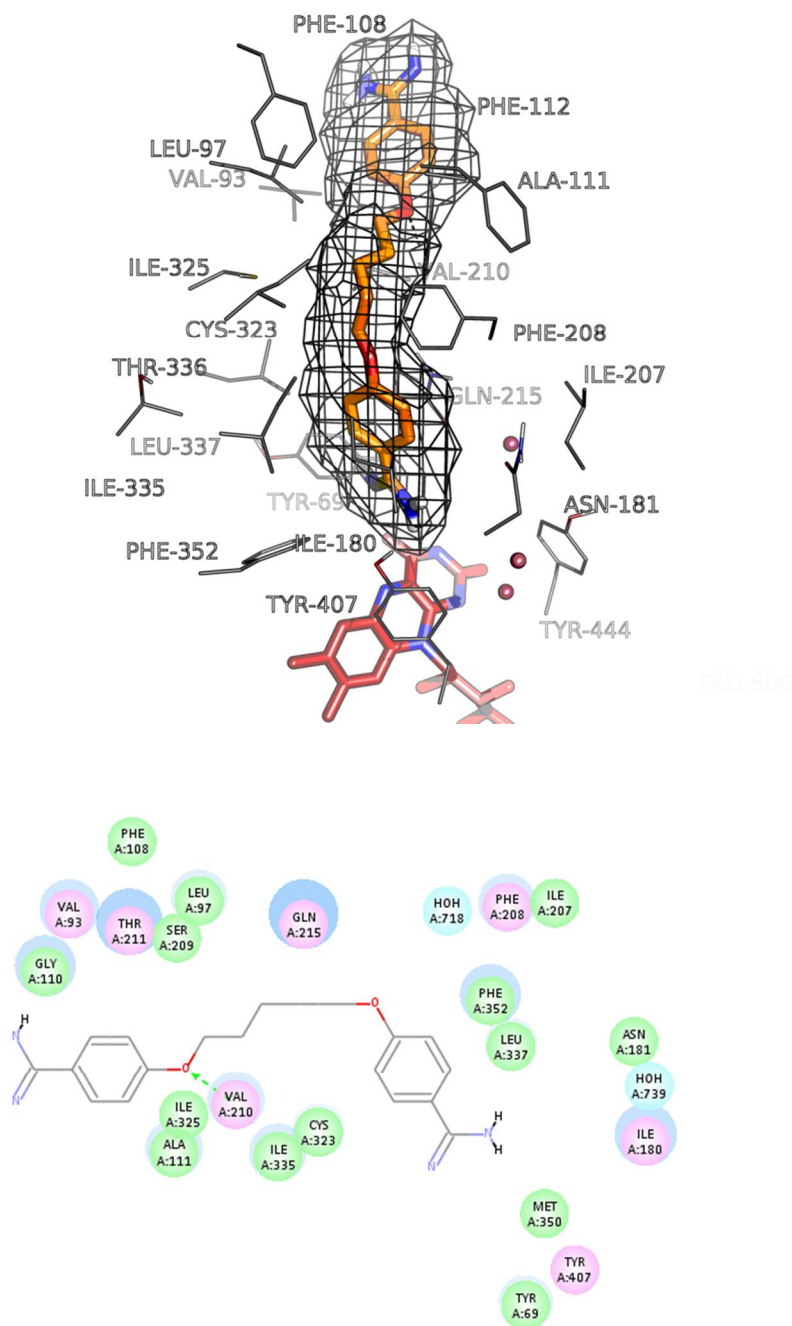 PHE-108
PHE-112
LEU-97
VAL-93
ALA-111
ILE-325
VAL-210
CYS-323
PHE-208
THR-336
ILE-207
GLN-215
LEU-337
ILE-335
TYR-69
ASN-181
PHE-352
ILE-180
TYR-407
TYR-444
FAD-600
PHE
A:108
VAL
A:93
THR
A:211
LEU
A:97
SER
A:209
GLN
A:215
HOH
A:718
PHE
A:208
ILE
A:207
GLY
A:110
PHE
A:352
O
H
N
N
O
LEU
A:337
ASN
A:181
HOH
A:739
ILE
A:325
VAL
A:210
CYS
A:323
ILE
A:180
ALA
A:111
ILE
A:335
H
N
H
N
MET
A:350
TYR
A:407
TYR
A:69